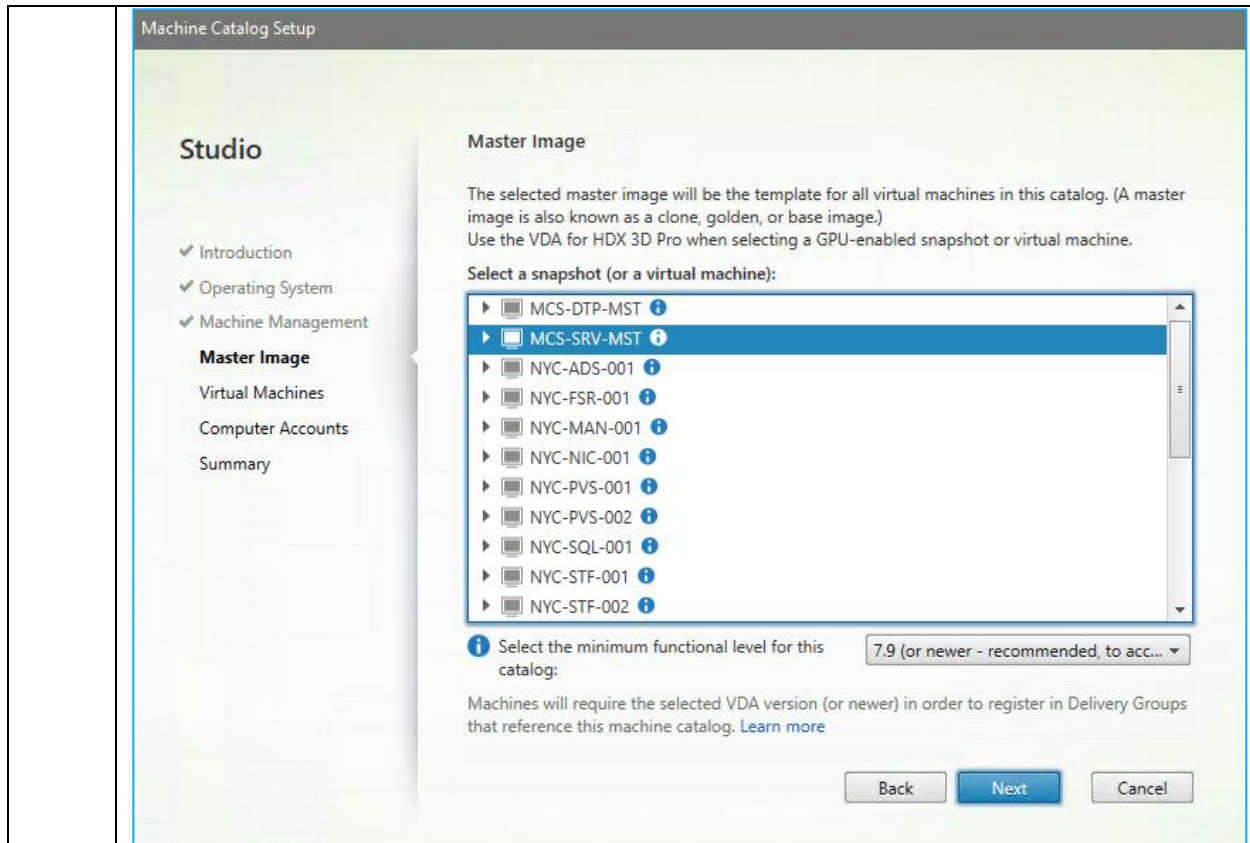 Machine Catalog Setup
Studio
Introduction
Operating System
Machine Management
Master Image
Virtual Machines
Computer Accounts
Summary
Master Image
The selected master image will be the template for all virtual machines in this catalog. (A master
image is also known as a clone, golden, or base image.)
Use the VDA for HDX 3D Pro when selecting a GPU-enabled snapshot or virtual machine.
Select a snapshot (or a virtual machine):
MCS-DTP-MST
MCS-SRV-MST
NYC-ADS-001
NYC-FSR-001
NYC-MAN-001
NYC-NIC-001
NYC-PVS-001
NYC-PVS-002
NYC-SQL-001
NYC-STF-001
NYC-STF-002
Select the minimum functional level for this
catalog:
7.9 (or newer - recommended, to acc...
Machines will require the selected VDA version (or newer) in order to register in Delivery Groups
that reference this machine catalog. Learn more
Back Next Cancel